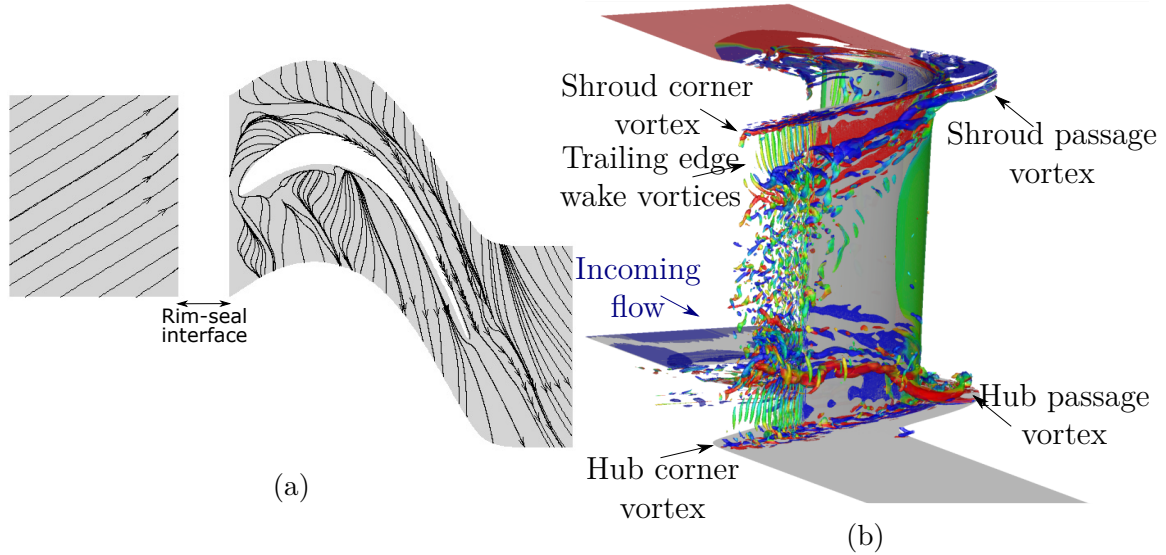 Rim-seal
interface
(a)
Shroud corner
vortex
Trailing edge
wake vortices
Incoming
flow
Shroud passage
vortex
Hub passage
vortex
Hub corner
vortex
(b)